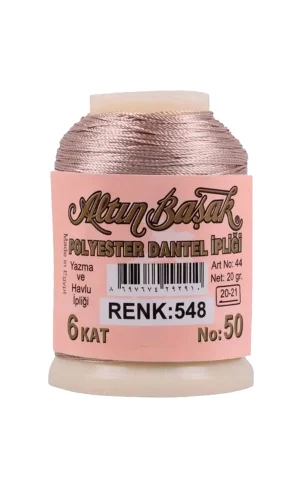 Altın Başak
POLYESTER DANTEL İPLİĞİ
Made in Egypt
Yazma
ve
Havlu
İpliği
Art No: 44
Net: 20 gr.
20-21
RENK:548
6 KAT
No: 50